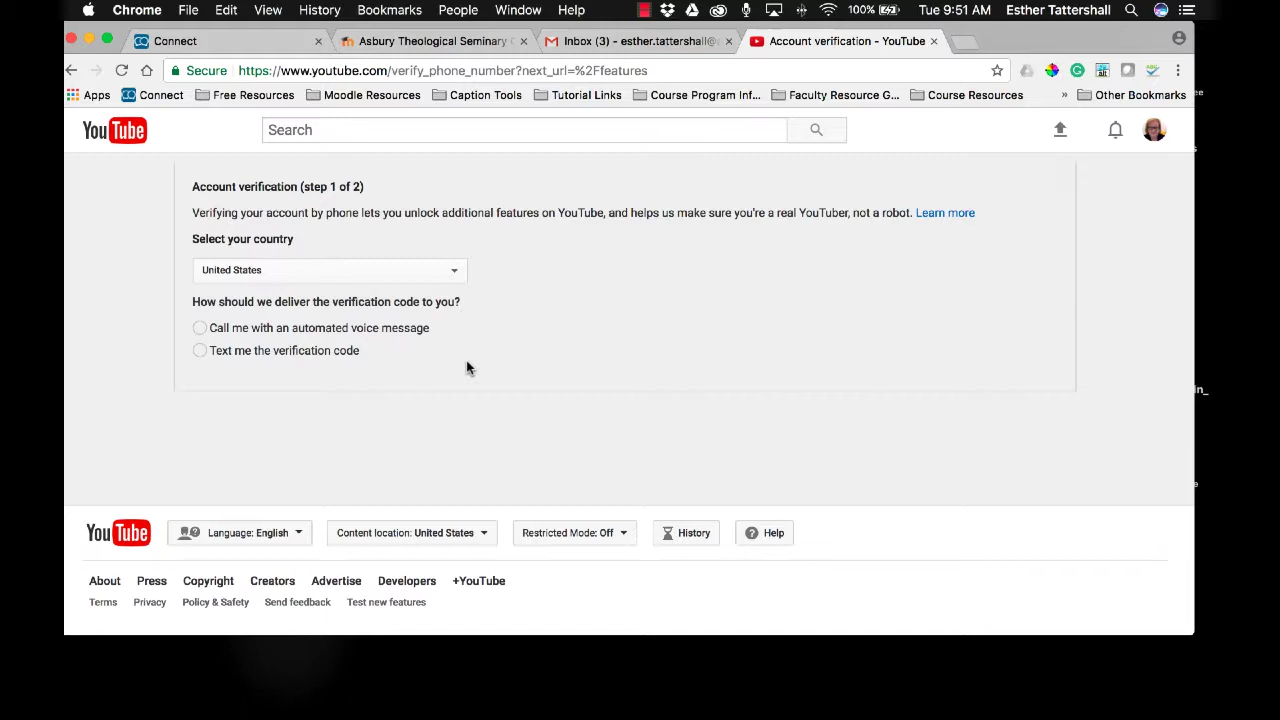 Chrome File Edit View History Bookmarks People Window Help 100% Tue 9:51 AM Esther Tattershall
Connect Asbury Theological Seminary Inbox (3) - esther.tattershall@ Account verification - YouTube
Secure https://www.youtube.com/verify_phone_number?next_url=%2Ffeatures
Apps Connect Free Resources Moodle Resources Caption Tools Tutorial Links Course Program Inf... Faculty Resource G... Course Resources » Other Bookmarks
YouTube Search
Account verification (step 1 of 2)
Verifying your account by phone lets you unlock additional features on YouTube, and helps us make sure you're a real YouTuber, not a robot. Learn more
Select your country
United States
How should we deliver the verification code to you?
Call me with an automated voice message
Text me the verification code
YouTube Language: English Content location: United States Restricted Mode: Off History Help
About Press Copyright Creators Advertise Developers +YouTube
Terms Privacy Policy & Safety Send feedback Test new features